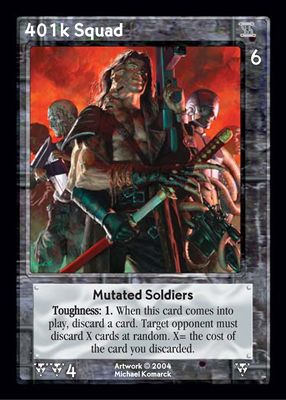 401k Squad
6
Mutated Soldiers
Toughness: 1. When this card comes into
play, discard a card. Target opponent must
discard X cards at random. X= the cost of
the card you discarded.
4
Artwork © 2004
Michael Komarck